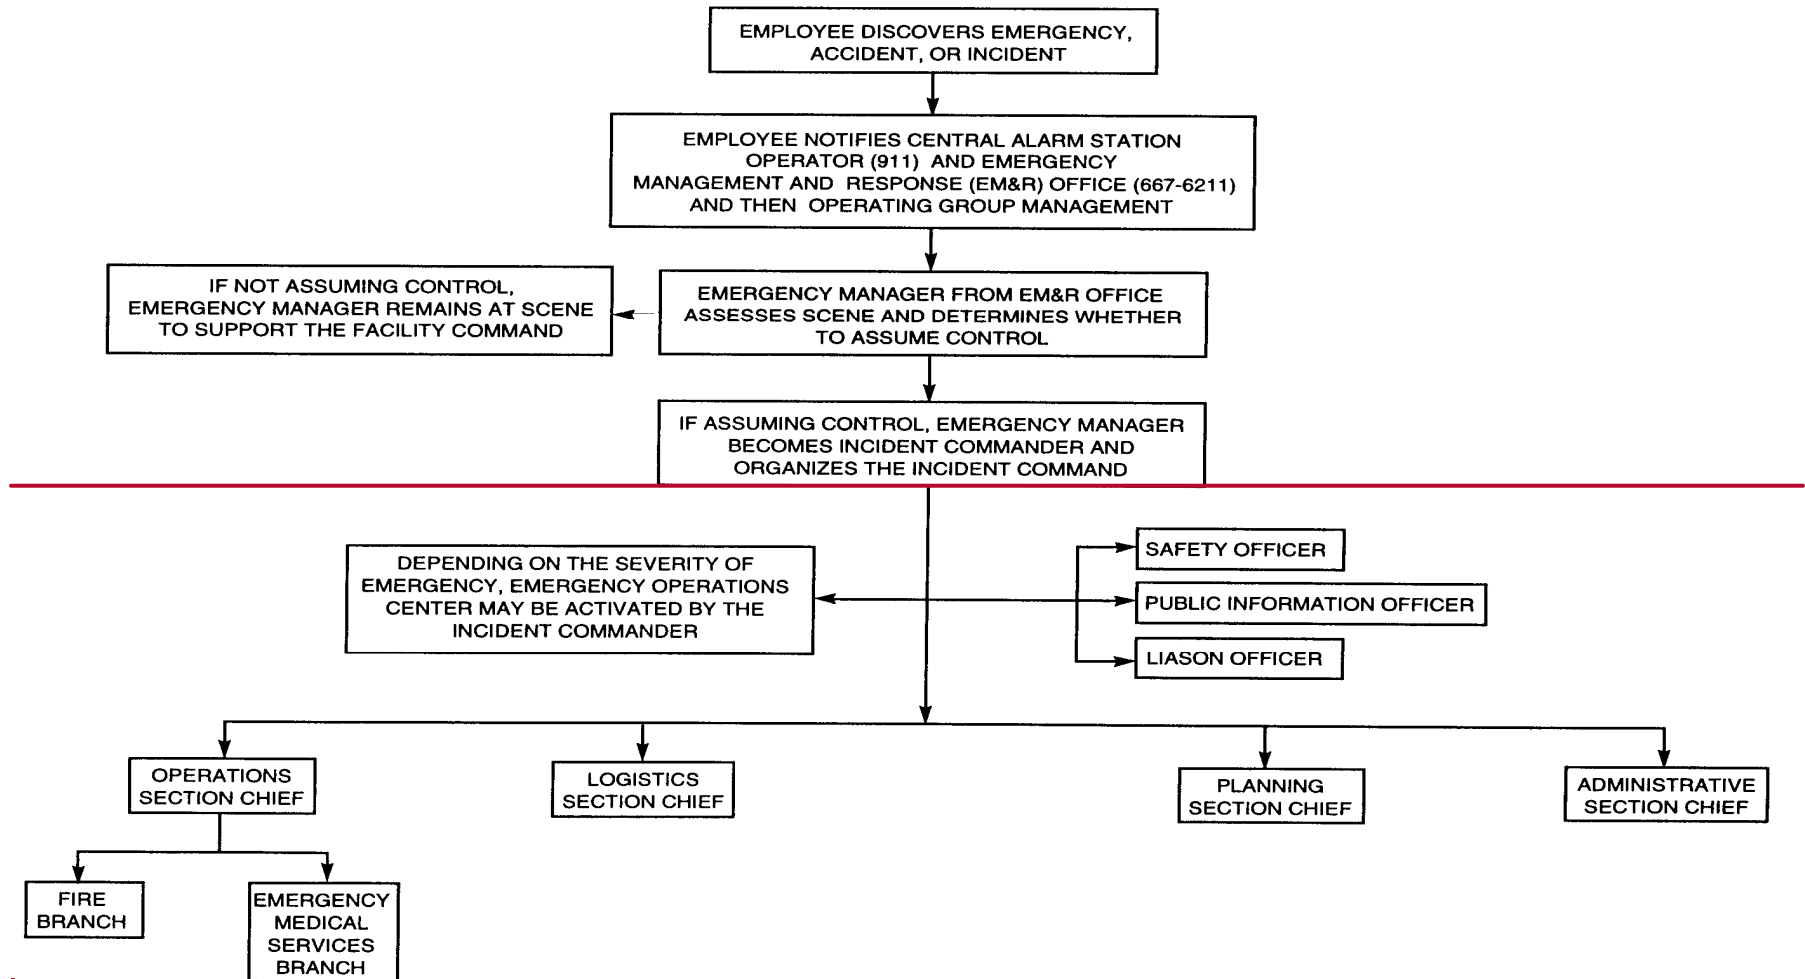 EMPLOYEE DISCOVERS EMERGENCY,
ACCIDENT, OR INCIDENT
EMPLOYEE NOTIFIES CENTRAL ALARM STATION
OPERATOR (911) AND EMERGENCY
MANAGEMENT AND RESPONSE (EM&R) OFFICE (667-6211)
AND THEN OPERATING GROUP MANAGEMENT
IF NOT ASSUMING CONTROL,
EMERGENCY MANAGER REMAINS AT SCENE
TO SUPPORT THE FACILITY COMMAND
EMERGENCY MANAGER FROM EM&R OFFICE
ASSESSES SCENE AND DETERMINES WHETHER
TO ASSUME CONTROL
IF ASSUMING CONTROL, EMERGENCY MANAGER
BECOMES INCIDENT COMMANDER AND
ORGANIZES THE INCIDENT COMMAND
DEPENDING ON THE SEVERITY OF
EMERGENCY, EMERGENCY OPERATIONS
CENTER MAY BE ACTIVATED BY THE
INCIDENT COMMANDER
SAFETY OFFICER
PUBLIC INFORMATION OFFICER
LIASON OFFICER
OPERATIONS
SECTION CHIEF
LOGISTICS
SECTION CHIEF
PLANNING
SECTION CHIEF
ADMINISTRATIVE
SECTION CHIEF
FIRE
BRANCH
EMERGENCY
MEDICAL
SERVICES
BRANCH